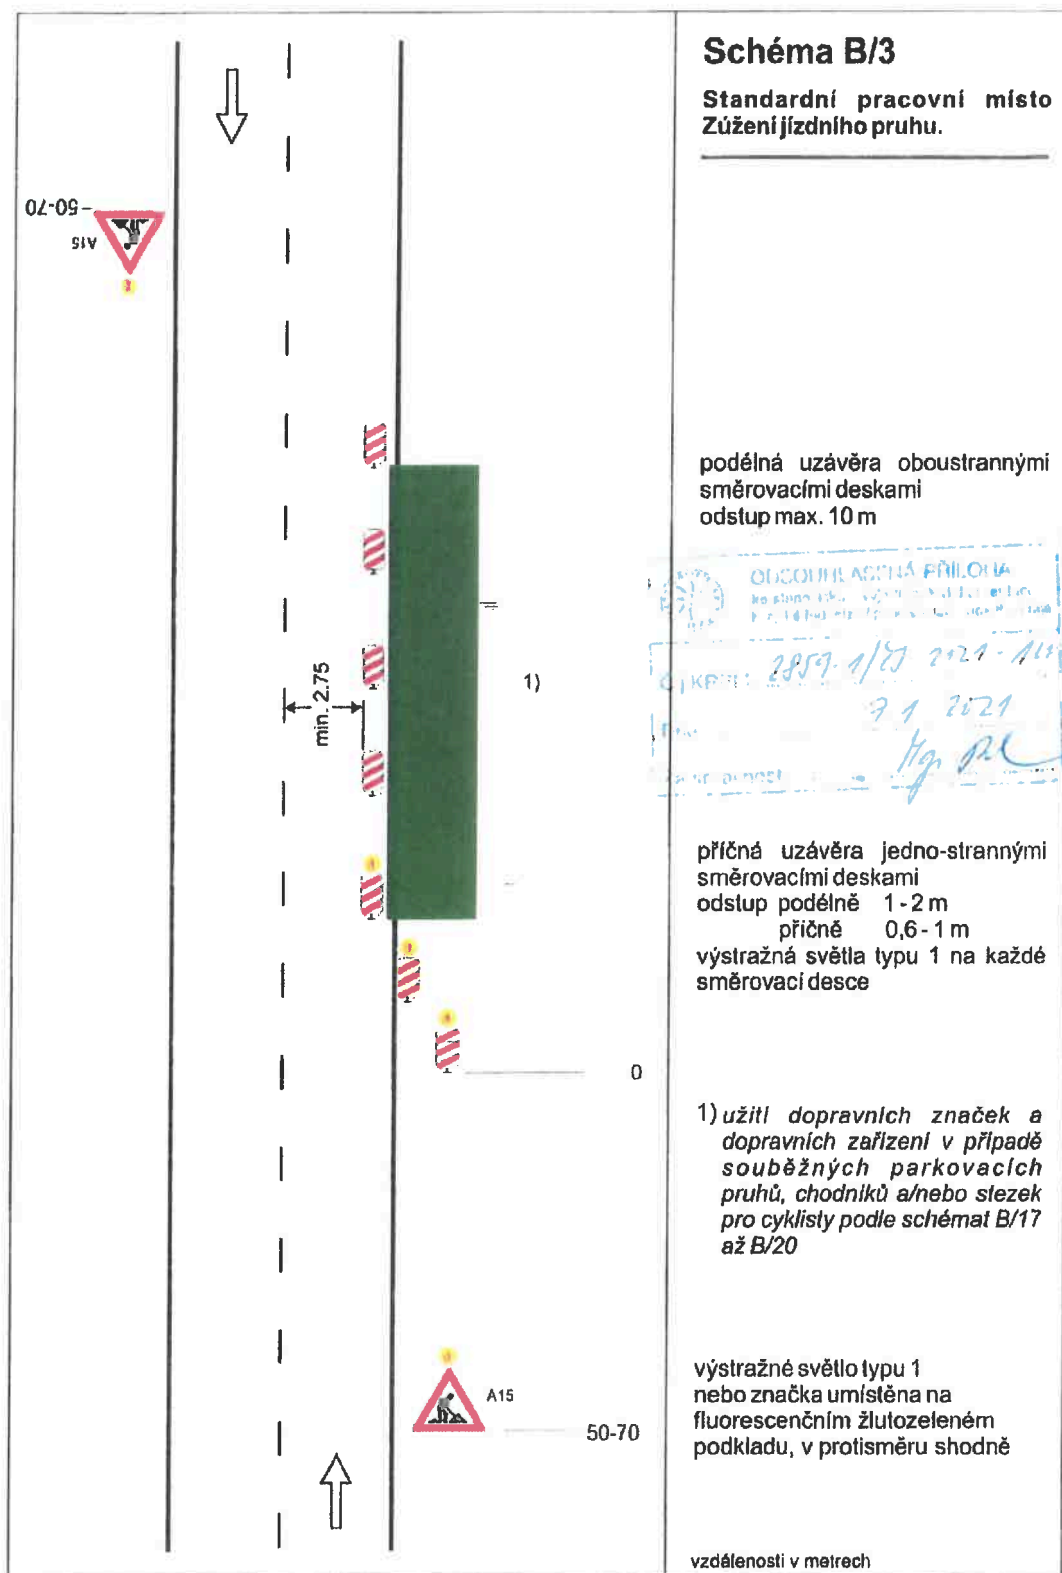 Schéma B/3
Standardní pracovní místo
Zúžení jízdního pruhu.
50-70
A15
podélná uzávěra oboustrannými
směrovacími deskami
odstup max. 10 m
ODSOUHLASENÁ PŘÍLOHA
2021
min. 2.75
1)
příčná uzávěra jedno-strannými
směrovacími deskami
odstup podélně 1-2 m
příčně 0,6-1 m
výstražná světla typu 1 na každé
směrovací desce
0
1) užití dopravních značek a
dopravních zařízení v případě
souběžných parkovacích
pruhů, chodníků a/nebo stezek
pro cyklisty podle schémat B/17
až B/20
A15
50-70
výstražné světlo typu 1
nebo značka umístěna na
fluorescenčním žlutozeleném
podkladu, v protisměru shodně
vzdálenosti v metrech